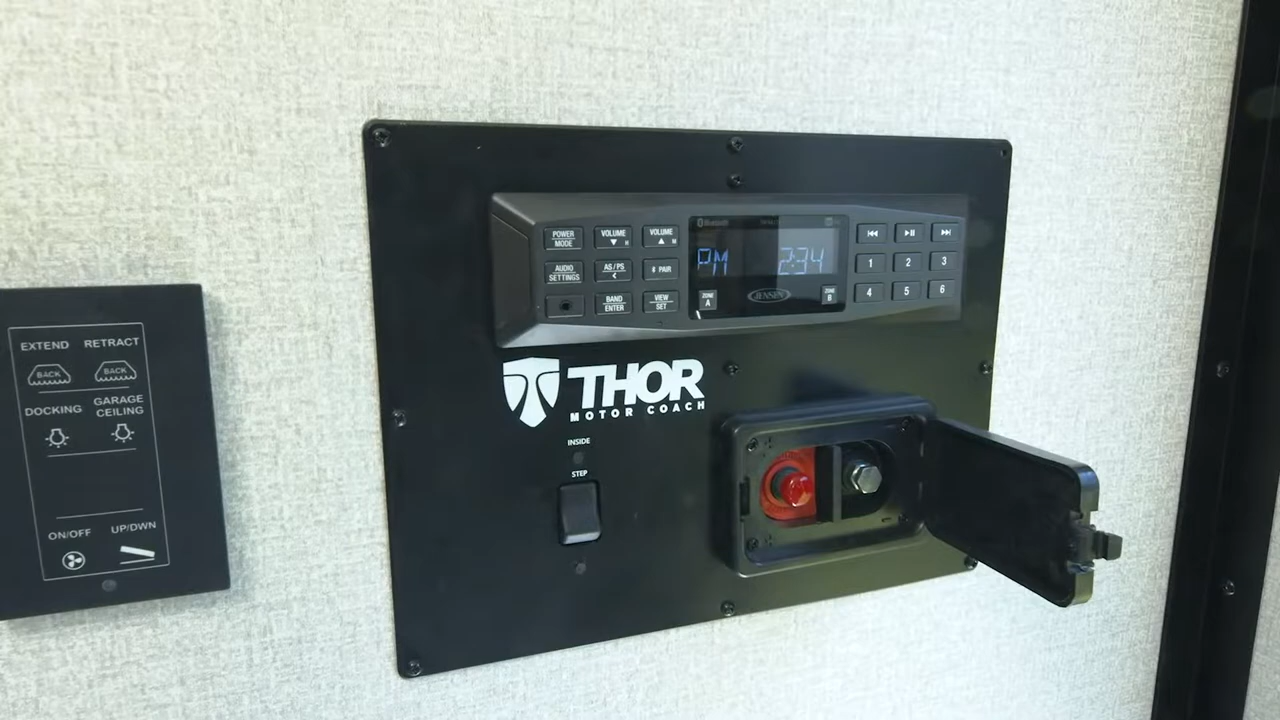 EXTEND RETRACT
BACK BACK
DOCKING GARAGE CEILING
ON/OFF UP/DWN
POWER MODE
VOLUME
VOLUME
AUDIO SETTINGS
AS/PS
PAIR
BAND ENTER
VIEW SET
Bluetooth
PM 2:34
ZONE A
JENSEN
ZONE B
1 2 3
4 5 6
THOR
MOTOR COACH
INSIDE
STEP